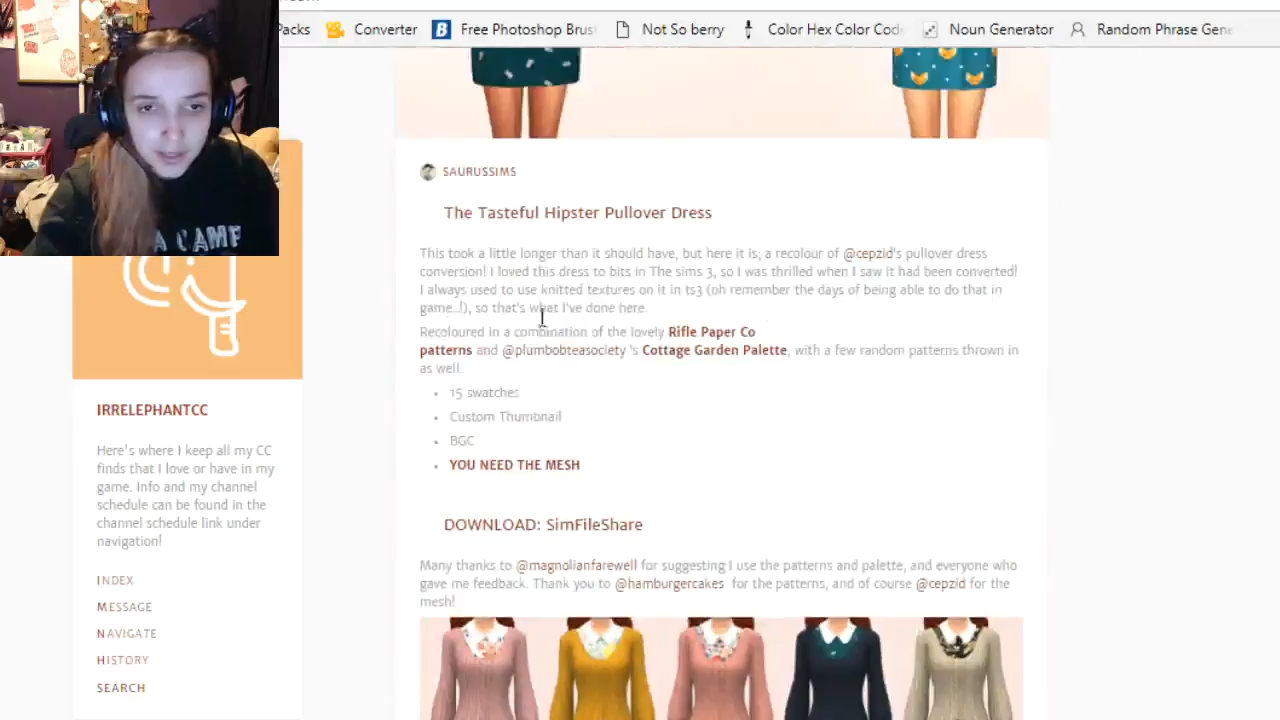 Packs
Converter
Free Photoshop Brus
Not So berry
Color Hex Color Cod
Noun Generator
Random Phrase Gene
A CAMP
SAURUSSIMS
The Tasteful Hipster Pullover Dress
This took a little longer than it should have, but here it is; a recolour of @cepzid's pullover dress
conversion! I loved this dress to bits in The sims 3, so I was thrilled when I saw it had been converted!
I always used to use knitted textures on it in ts3 (oh remember the days of being able to do that in
game...!), so that's what I've done here.
Recoloured in a combination of the lovely Rifle Paper Co
patterns and @plumbobteasociety 's Cottage Garden Palette, with a few random patterns thrown in
as well.
• 15 swatches
• Custom Thumbnail
• BGC
• YOU NEED THE MESH
DOWNLOAD: SimFileShare
Many thanks to @magnolianfarewell for suggesting I use the patterns and palette, and everyone who
gave me feedback. Thank you to @hamburgercakes for the patterns, and of course @cepzid for the
mesh!
IRRELEPHANTCC
Here's where I keep all my CC
finds that I love or have in my
game. Info and my channel
schedule can be found in the
channel schedule link under
navigation!
INDEX
MESSAGE
NAVIGATE
HISTORY
SEARCH